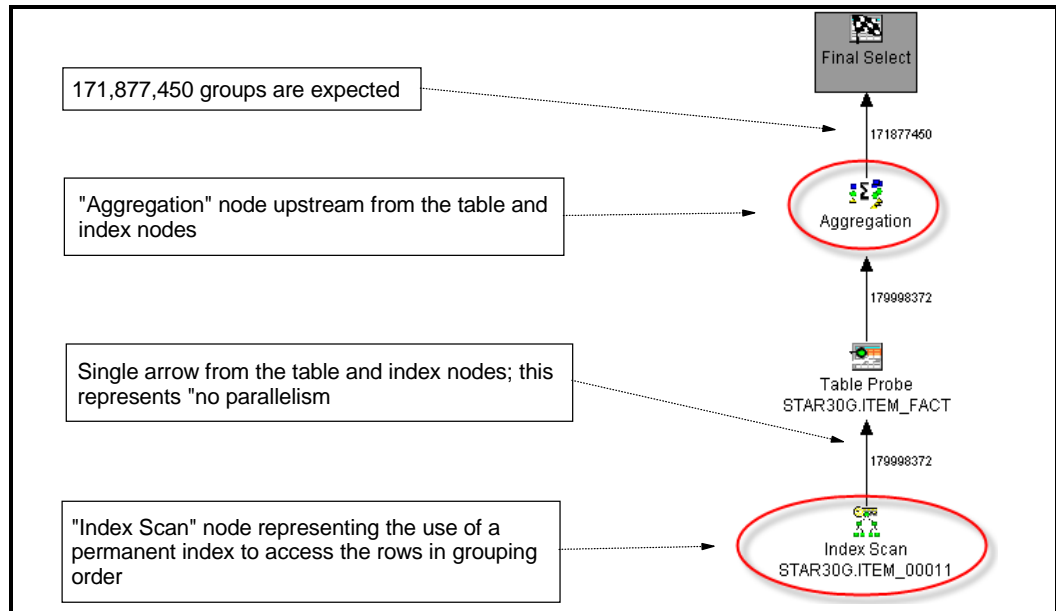 Final Select
171,877,450 groups are expected
171877450
"Aggregation" node upstream from the table and
index nodes
Aggregation
179998372
Single arrow from the table and index nodes; this
represents "no parallelism
Table Probe
STAR30G.ITEM_FACT
179998372
"Index Scan" node representing the use of a
permanent index to access the rows in grouping
order
Index Scan
STAR30G.ITEM_00011